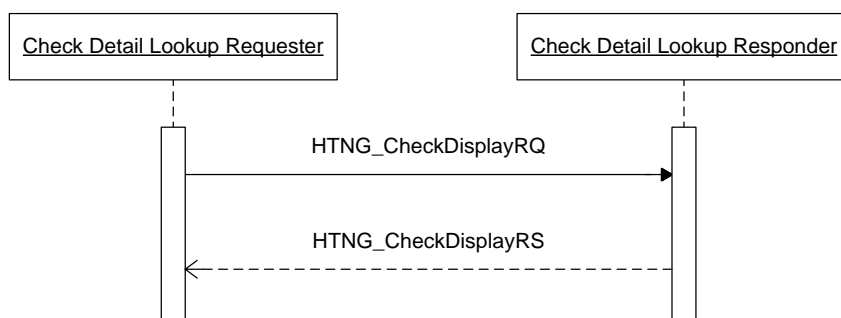 Check Detail Lookup Requester
Check Detail Lookup Responder
HTNG_CheckDisplayRQ
HTNG_CheckDisplayRS